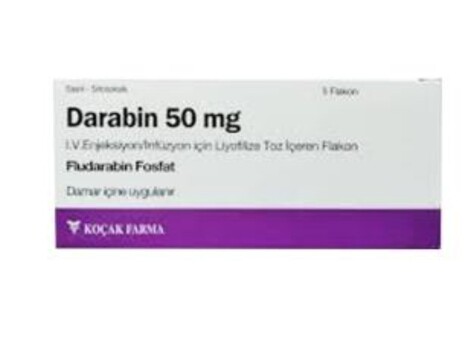 Steril - Sitotoksik
5 Flakon
Darabin 50 mg
I.V. Enjeksiyon/İnfüzyon için Liyofilize Toz İçeren Flakon
Fludarabin Fosfat
Damar içine uygulanır
KOÇAK FARMA